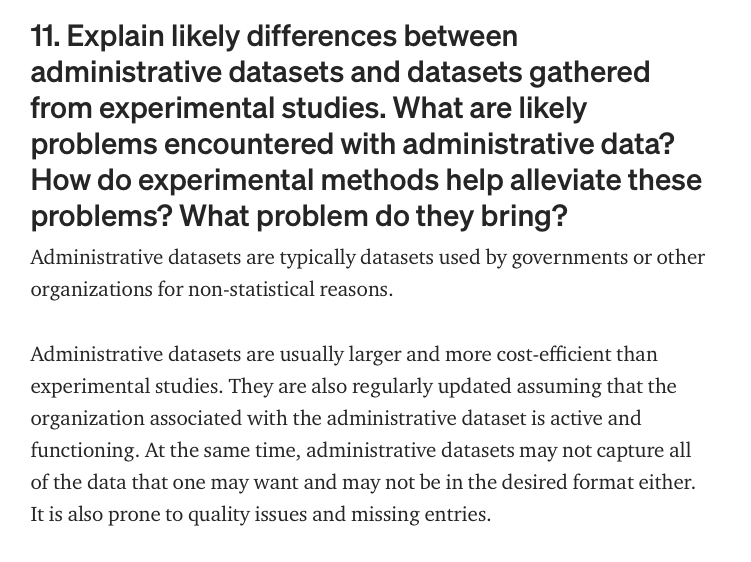 11. Explain likely differences between
administrative datasets and datasets gathered
from experimental studies. What are likely
problems encountered with administrative data?
How do experimental methods help alleviate these
problems? What problem do they bring?
Administrative datasets are typically datasets used by governments or other
organizations for non-statistical reasons.
Administrative datasets are usually larger and more cost-efficient than
experimental studies. They are also regularly updated assuming that the
organization associated with the administrative dataset is active and
functioning. At the same time, administrative datasets may not capture all
of the data that one may want and may not be in the desired format either.
It is also prone to quality issues and missing entries.